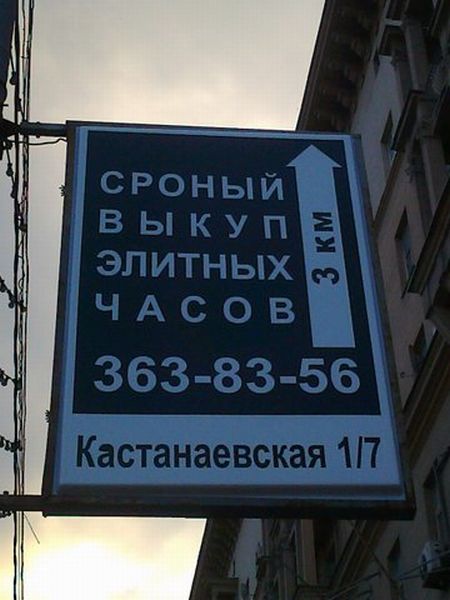 СРОНЫЙ
ВЫКУП
ЭЛИТНЫХ
ЧАСОВ
3 км
363-83-56
Кастанаевская 1/7